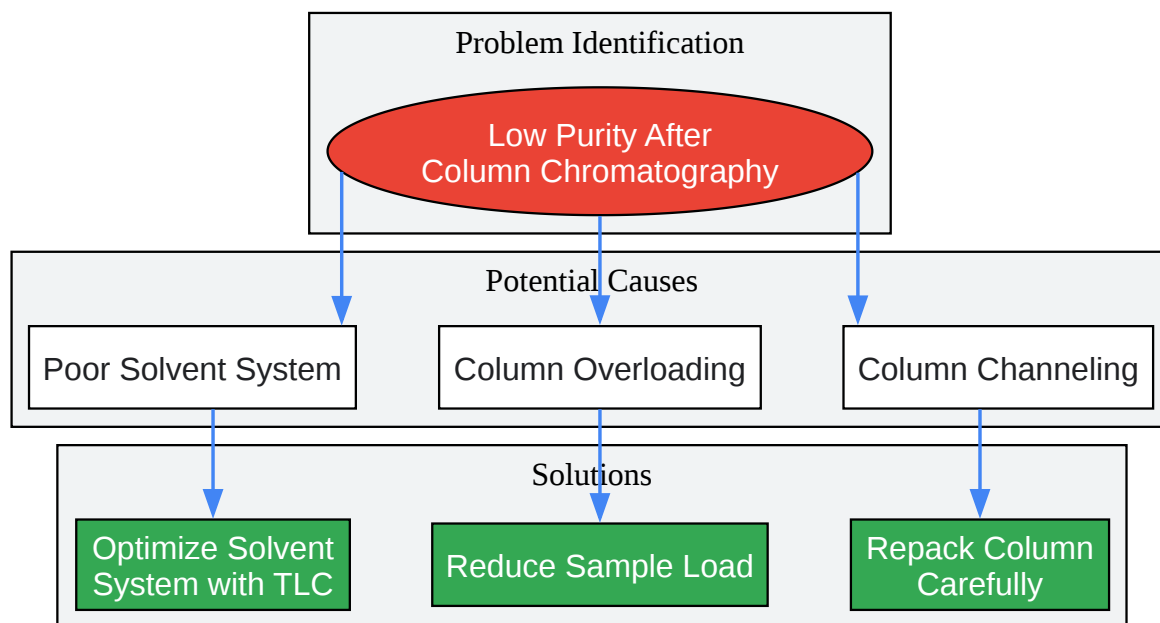 Problem Identification
Low Purity After
Column Chromatography
Potential Causes
Poor Solvent System
Column Overloading
Column Channeling
Solutions
Optimize Solvent
System with TLC
Reduce Sample Load
Repack Column
Carefully